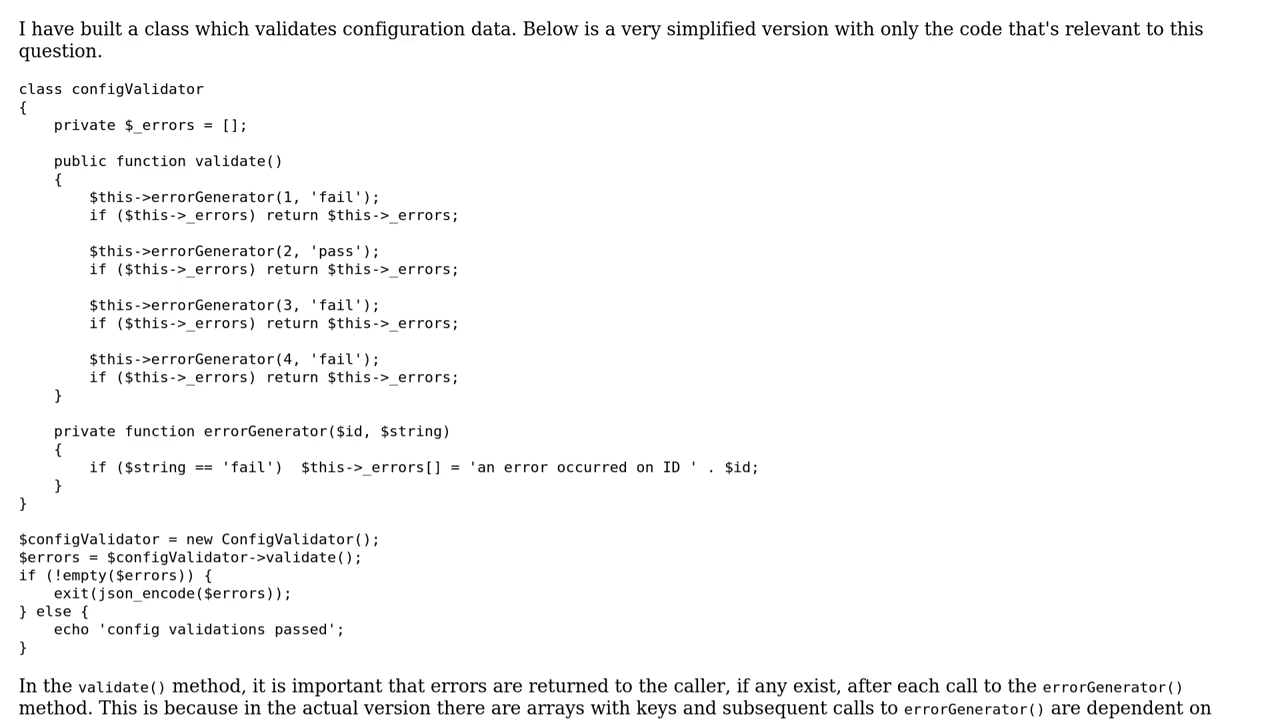 I have built a class which validates configuration data. Below is a very simplified version with only the code that's relevant to this
question.
class configValidator
{
    private $_errors = [];
    public function validate()
    {
        $this->errorGenerator(1, 'fail');
        if ($this->_errors) return $this->_errors;
        $this->errorGenerator(2, 'pass');
        if ($this->_errors) return $this->_errors;
        $this->errorGenerator(3, 'fail');
        if ($this->_errors) return $this->_errors;
        $this->errorGenerator(4, 'fail');
        if ($this->_errors) return $this->_errors;
    }
    private function errorGenerator($id, $string)
    {
        if ($string == 'fail')  $this->_errors[] = 'an error occurred on ID ' . $id;
    }
}
$configValidator = new ConfigValidator();
$errors = $configValidator->validate();
if (!empty($errors)) {
    exit(json_encode($errors));
} else {
    echo 'config validations passed';
}
In the validate() method, it is important that errors are returned to the caller, if any exist, after each call to the errorGenerator()
method. This is because in the actual version there are arrays with keys and subsequent calls to errorGenerator() are dependent on